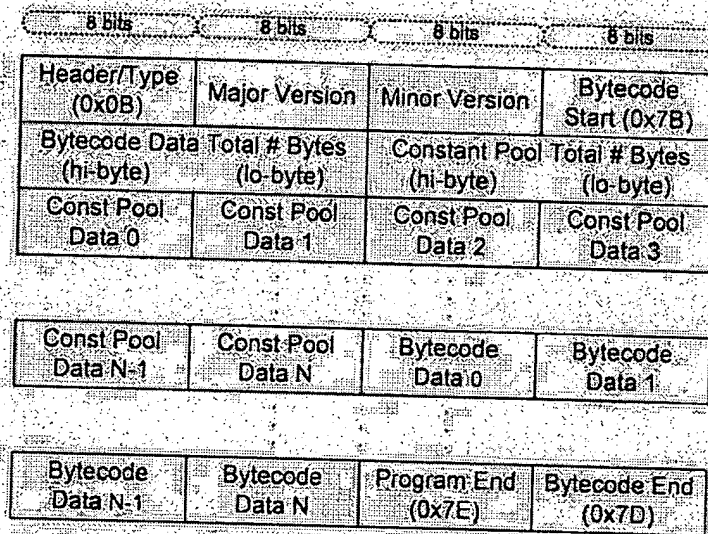 8 bits 8 bits 8 bits 8 bits
Header/Type Major Version Minor Version Bytecode
(0x0B) Start (0x7B)
Bytecode Data Total # Bytes Constant Pool Total # Bytes
(hi-byte) (lo-byte) (hi-byte) (lo-byte)
Const Pool Const Pool Const Pool Const Pool
Data 0 Data 1 Data 2 Data 3
Const Pool Const Pool Bytecode Bytecode
Data N-1 Data N Data 0 Data 1
Bytecode Bytecode Program End Bytecode End
Data N-1 Data N (0x7E) (0x7D)